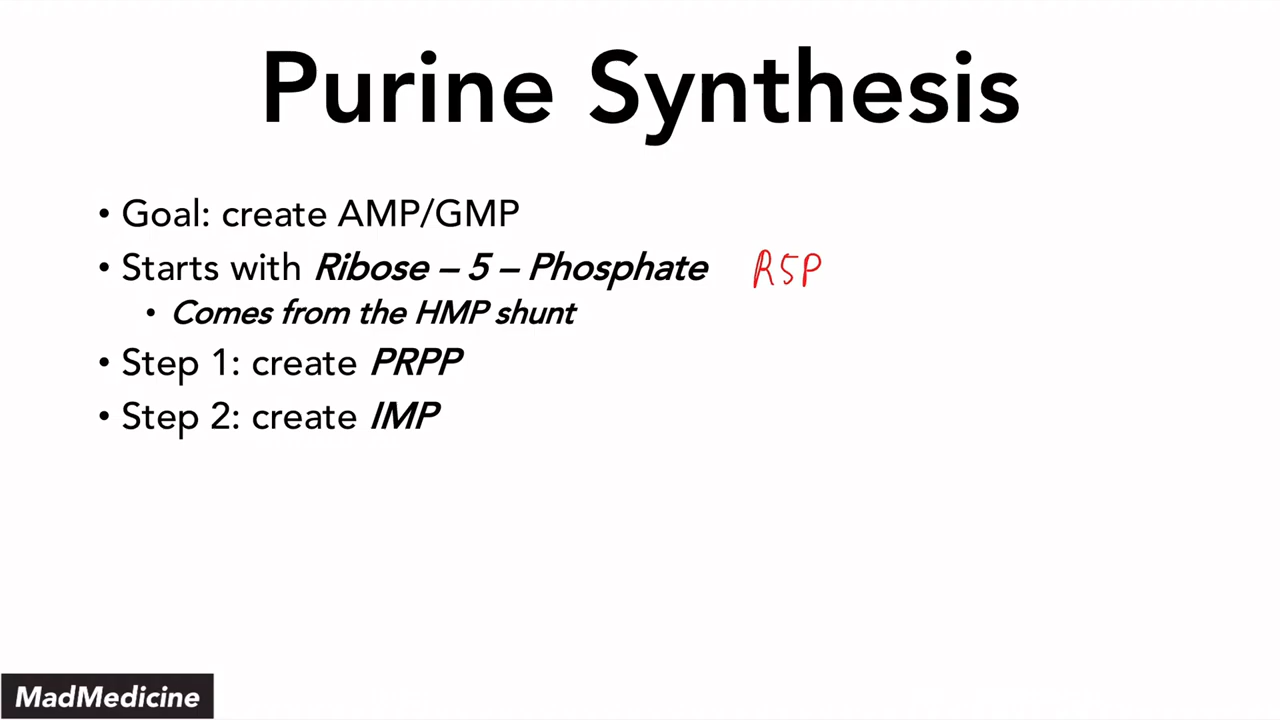 Purine Synthesis
• Goal: create AMP/GMP
• Starts with Ribose – 5 – Phosphate R5P
• Comes from the HMP shunt
• Step 1: create PRPP
• Step 2: create IMP
MadMedicine